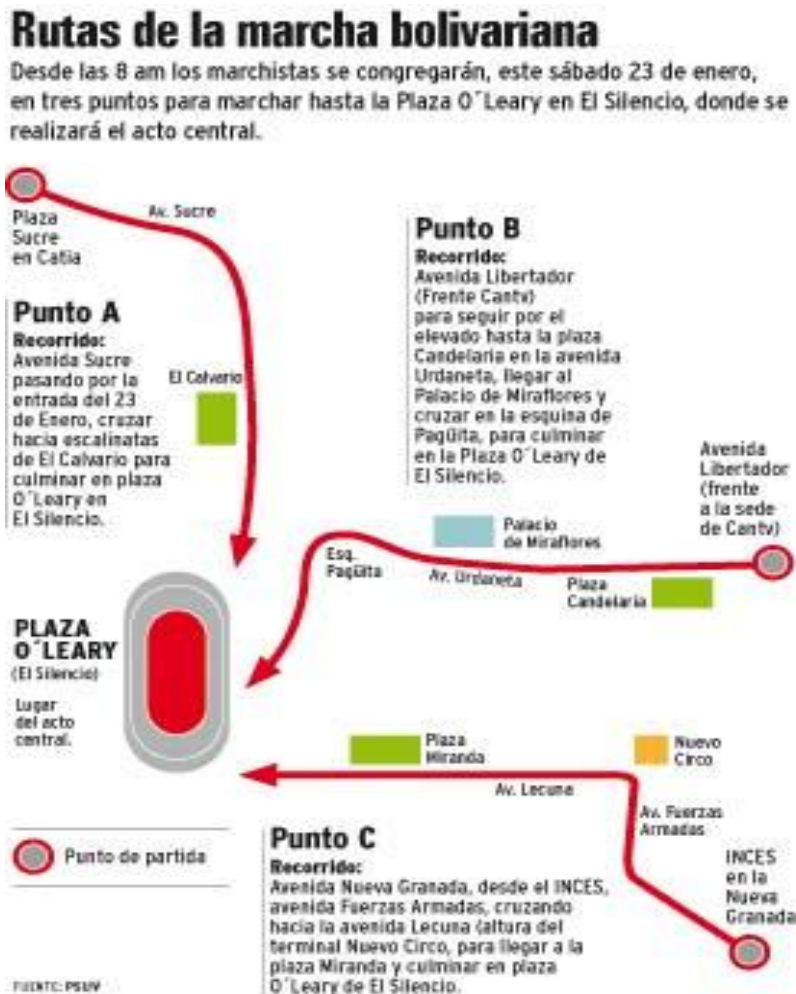 Rutas de la marcha bolivariana
Desde las 8 am los marchistas se congregarán, este sábado 23 de enero,
en tres puntos para marchar hasta la Plaza O´Leary en El Silencio, donde se
realizará el acto central.
Plaza
Sucre
en Catia
Av. Sucre
Punto A
Recorrido:
Avenida Sucre
pasando por la
entrada del 23
de Enero, cruzar
hacia escalinatas
de El Calvario para
culminar en plaza
O´Leary en
El Silencio.
El Calvario
Punto B
Recorrido:
Avenida Libertador
(Frente Cantv)
para seguir por el
elevado hasta la plaza
Candelaria en la avenida
Urdaneta, llegar al
Palacio de Miraflores y
cruzar en la esquina de
Pagüita, para culminar
en la Plaza O´Leary de
El Silencio.
Avenida
Libertador
(frente
a la sede
de Cantv)
Palacio
de Miraflores
Esq.
Pagüita
Av. Urdaneta
Plaza
Candelaria
PLAZA
O´LEARY
(El Silencio)
Lugar
del acto
central.
Plaza
Miranda
Nuevo
Circo
Av. Lecuna
Av. Fuerzas
Armadas
INCES
en la
Nueva
Granada
Punto de partida
Punto C
Recorrido:
Avenida Nueva Granada, desde el INCES,
avenida Fuerzas Armadas, cruzando
hacia la avenida Lecuna (altura del
terminal Nuevo Circo, para llegar a la
plaza Miranda y culminar en plaza
O´Leary de El Silencio.
FUENTE: PSUV